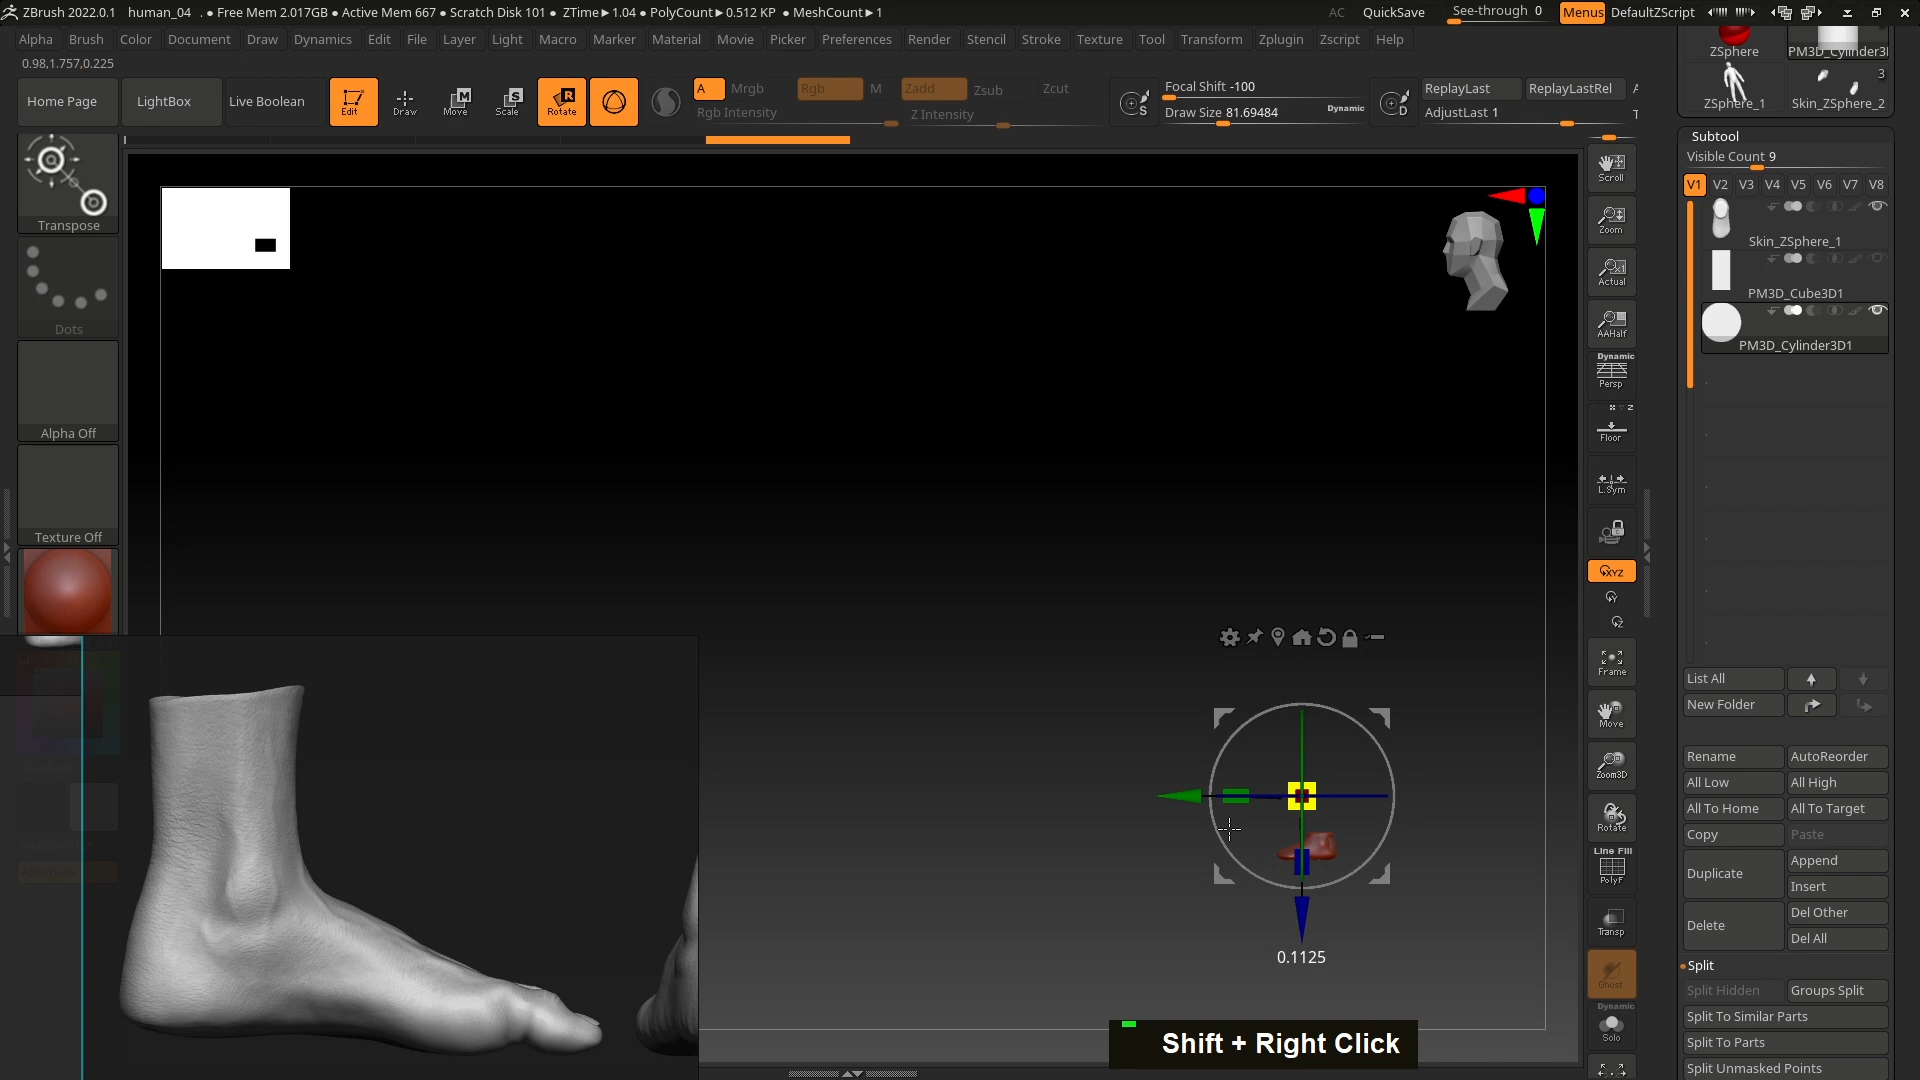 ZBrush 2022.0.1 human_04 . ● Free Mem 2.017GB ● Active Mem 667 ● Scratch Disk 101 ● ZTime►1.04 ● PolyCount►0.512 KP ● MeshCount►1
AC QuickSave See-through 0 Menus DefaultZScript
Alpha Brush Color Document Draw Dynamics Edit File Layer Light Macro Marker Material Movie Picker Preferences Render Stencil Stroke Texture Tool Transform Zplugin Zscript Help
0.98,1.757,0.225
Home Page LightBox Live Boolean Edit Draw Move Scale Rotate
A Mrgb Rgb M Zadd Zsub Zcut
Rgb Intensity Z Intensity
Focal Shift -100
Draw Size 81.69484 Dynamic
ReplayLast ReplayLastRel
AdjustLast 1
ZSphere PM3D_Cylinder3
ZSphere_1 3 Skin_ZSphere_2
Transpose
Dots
Alpha Off
Texture Off
0.1125
Shift + Right Click
Scroll
Zoom
Actual
AAHalf
Dynamic
Persp
Floor
L.Sym
XYZ
Frame
Move
Zoom3D
Rotate
Line Fill
PolyF
Transp
Ghost
Dynamic
Solo
Subtool
Visible Count 9
V1 V2 V3 V4 V5 V6 V7 V8
Skin_ZSphere_1
PM3D_Cube3D1
PM3D_Cylinder3D1
List All
New Folder
Rename AutoReorder
All Low All High
All To Home All To Target
Copy Paste
Duplicate Append
Insert
Delete Del Other
Del All
Split
Split Hidden Groups Split
Split To Similar Parts
Split To Parts
Split Unmasked Points